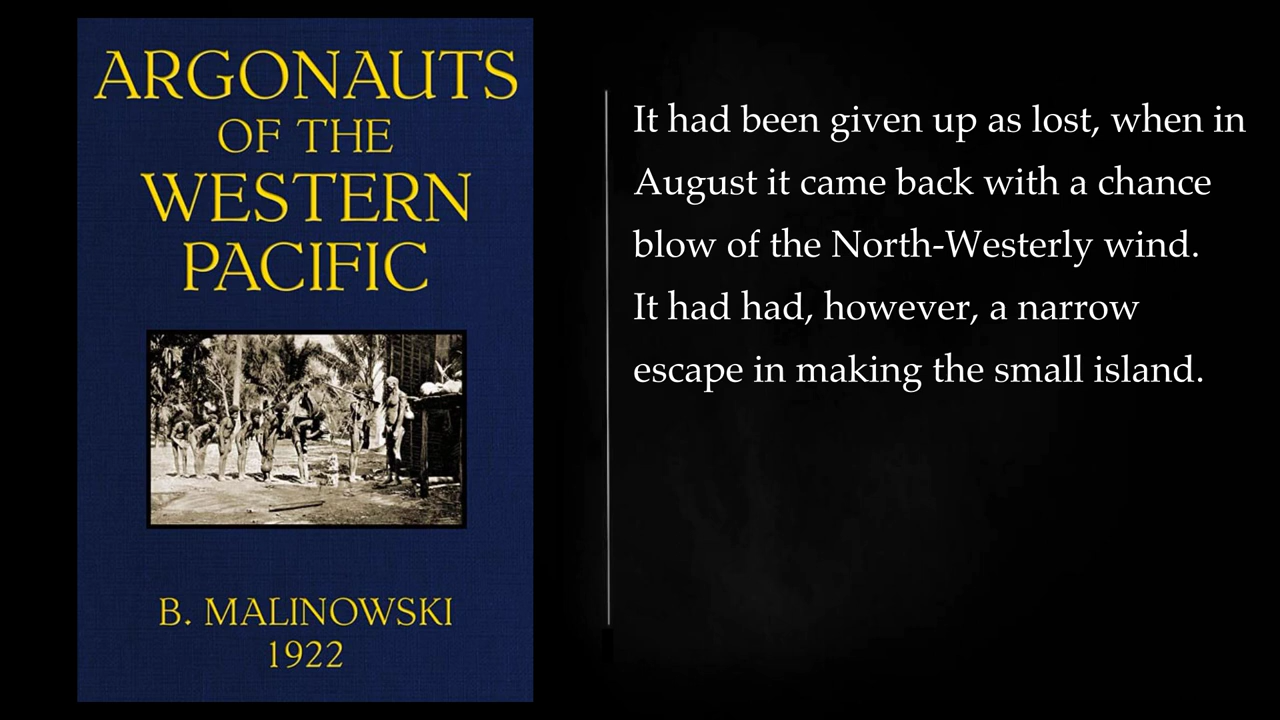 ARGONAUTS
OF THE
WESTERN
PACIFIC
B. MALINOWSKI
1922
It had been given up as lost, when in
August it came back with a chance
blow of the North-Westerly wind.
It had had, however, a narrow
escape in making the small island.